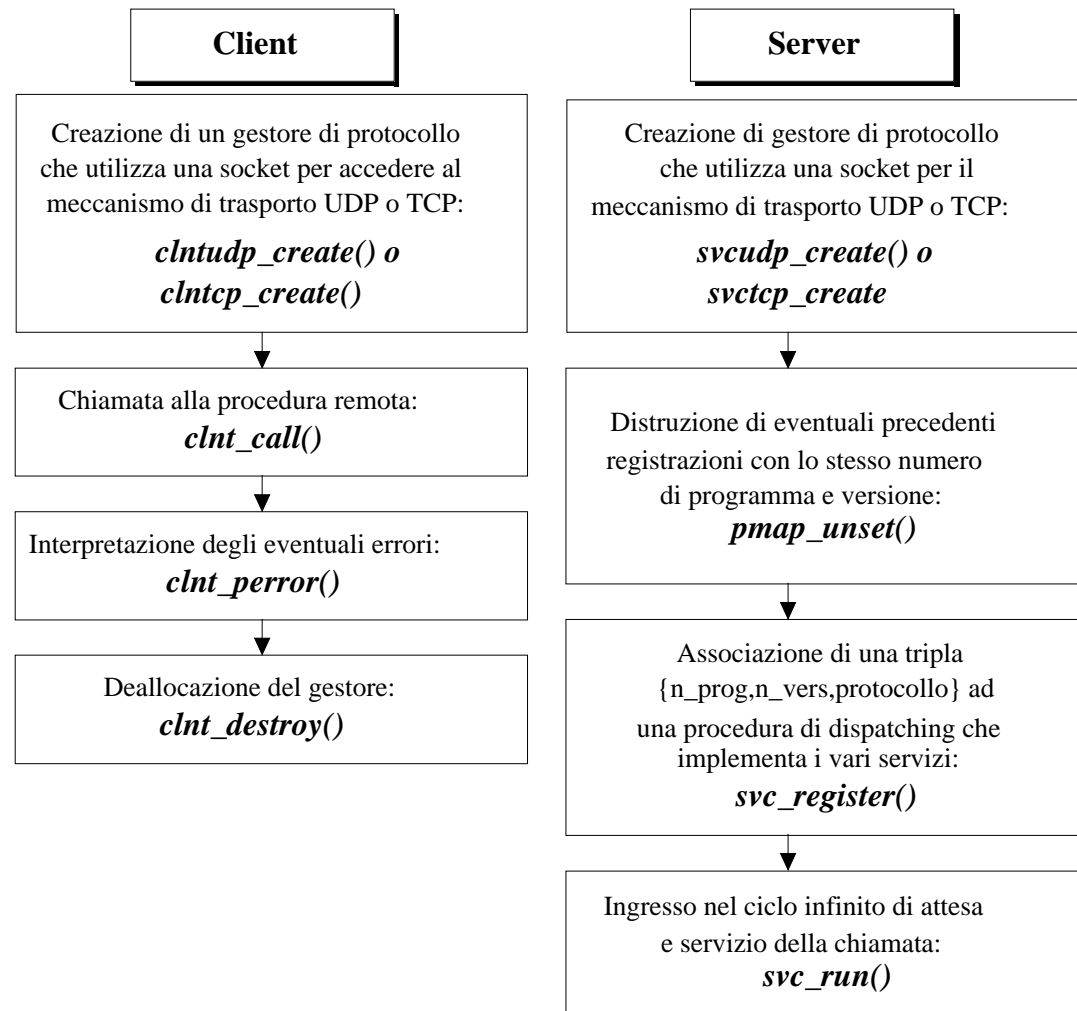 Client
Creazione di un gestore di protocollo
che utilizza una socket per accedere al
meccanismo di trasporto UDP o TCP:
clntudp_create() o
clntcp_create()
Chiamata alla procedura remota:
clnt_call()
Interpretazione degli eventuali errori:
clnt_perror()
Deallocazione del gestore:
clnt_destroy()
Server
Creazione di gestore di protocollo
che utilizza una socket per il
meccanismo di trasporto UDP o TCP:
svcudp_create() o
svctcp_create
Distruzione di eventuali precedenti
registrazioni con lo stesso numero
di programma e versione:
pmap_unset()
Associazione di una tripla
{n_prog,n_vers,protocollo} ad
una procedura di dispatching che
implementa i vari servizi:
svc_register()
Ingresso nel ciclo infinito di attesa
e servizio della chiamata:
svc_run()